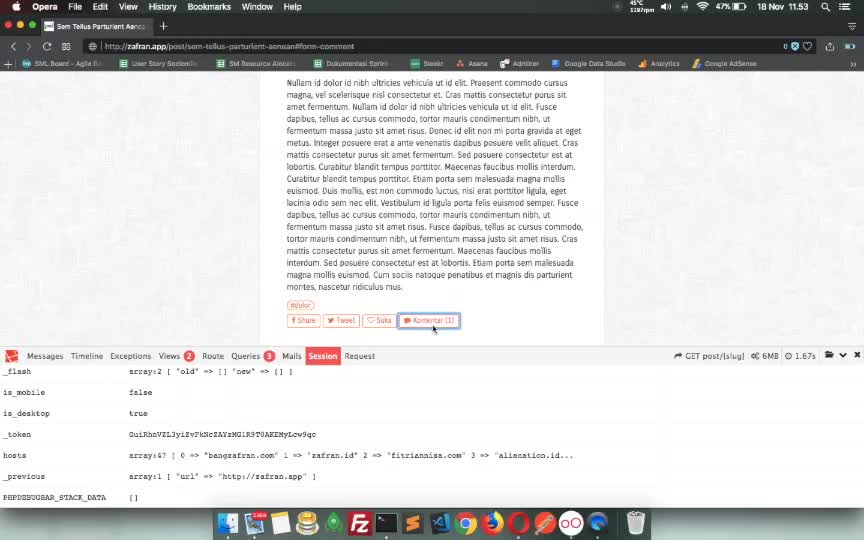 Opera File Edit View History Bookmarks Window Help 45°C 1197rpm 47% 18 Nov 11.53
Sem Tellus Parturient Aenea
http://zafran.app/post/sem-tellus-parturient-aenean#form-comment 0
SML Board - Agile B User Story Sociomile SM Resource Alocat Dokumentasi Sprint Sleekr Asana Adminer Google Data Studio Analytics Google AdSense
Nullam id dolor id nibh ultricies vehicula ut id elit. Praesent commodo cursus
magna, vel scelerisque nisl consectetur et. Cras mattis consectetur purus sit
amet fermentum. Nullam id dolor id nibh ultricies vehicula ut id elit. Fusce
dapibus, tellus ac cursus commodo, tortor mauris condimentum nibh, ut
fermentum massa justo sit amet risus. Donec id elit non mi porta gravida at eget
metus. Integer posuere erat a ante venenatis dapibus posuere velit aliquet. Cras
mattis consectetur purus sit amet fermentum. Sed posuere consectetur est at
lobortis. Curabitur blandit tempus porttitor. Maecenas faucibus mollis interdum.
Curabitur blandit tempus porttitor. Etiam porta sem malesuada magna mollis
euismod. Duis mollis, est non commodo luctus, nisi erat porttitor ligula, eget
lacinia odio sem nec elit. Vestibulum id ligula porta felis euismod semper. Fusce
dapibus, tellus ac cursus commodo, tortor mauris condimentum nibh, ut
fermentum massa justo sit amet risus. Fusce dapibus, tellus ac cursus commodo,
tortor mauris condimentum nibh, ut fermentum massa justo sit amet risus. Cras
mattis consectetur purus sit amet fermentum. Maecenas faucibus mollis
interdum. Sed posuere consectetur est at lobortis. Etiam porta sem malesuada
magna mollis euismod. Cum sociis natoque penatibus et magnis dis parturient
montes, nascetur ridiculus mus.
#dolor
Share Tweet Suka Komentar (1)
Messages Timeline Exceptions Views 2 Route Queries 3 Mails Session Request GET post/{slug} 6MB 1.67s
_flash array:2 [ "old" => [] "new" => [] ]
is_mobile false
is_desktop true
_token
hosts array:47 [ 0 => "bangzafran.com" 1 => "zafran.id" 2 => "fitriannisa.com" 3 => "alienation.id...
_previous array:1 [ "url" => "http://zafran.app" ]
PHPDEBUGBAR_STACK_DATA []